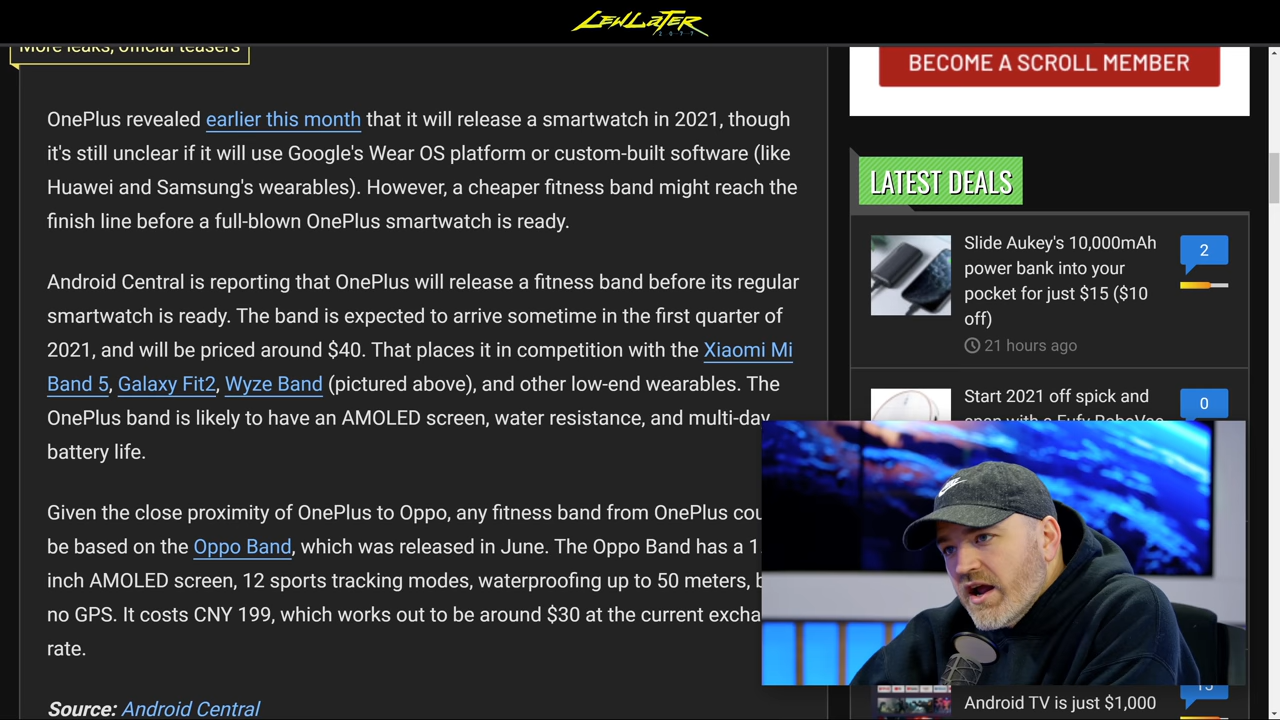 LEWLATER
2077
More leaks, official teasers
OnePlus revealed earlier this month that it will release a smartwatch in 2021, though
it's still unclear if it will use Google's Wear OS platform or custom-built software (like
Huawei and Samsung's wearables). However, a cheaper fitness band might reach the
finish line before a full-blown OnePlus smartwatch is ready.
Android Central is reporting that OnePlus will release a fitness band before its regular
smartwatch is ready. The band is expected to arrive sometime in the first quarter of
2021, and will be priced around $40. That places it in competition with the Xiaomi Mi
Band 5, Galaxy Fit2, Wyze Band (pictured above), and other low-end wearables. The
OnePlus band is likely to have an AMOLED screen, water resistance, and multi-day
battery life.
Given the close proximity of OnePlus to Oppo, any fitness band from OnePlus
be based on the Oppo Band, which was released in June. The Oppo Band has a
inch AMOLED screen, 12 sports tracking modes, waterproofing up to 50 meters,
no GPS. It costs CNY 199, which works out to be around $30 at the current
rate.
Source: Android Central
BECOME A SCROLL MEMBER
LATEST DEALS
Slide Aukey's 10,000mAh
power bank into your
pocket for just $15 ($10
off)
2
21 hours ago
Start 2021 off spick and
span with a Eufy RoboVac
0
Android TV is just $1,000
15